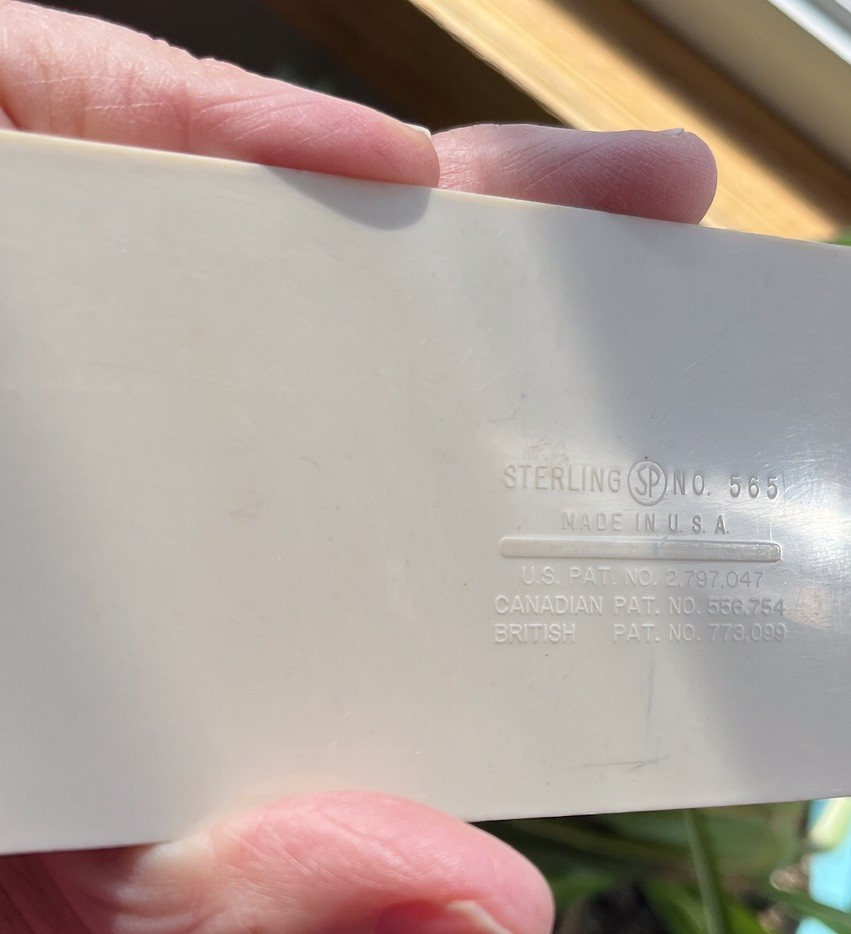 STERLING SP NO. 565
MADE IN U.S.A.
U.S. PAT. NO. 2,797,047
CANADIAN PAT. NO. 556,754
BRITISH PAT. NO. 773,099